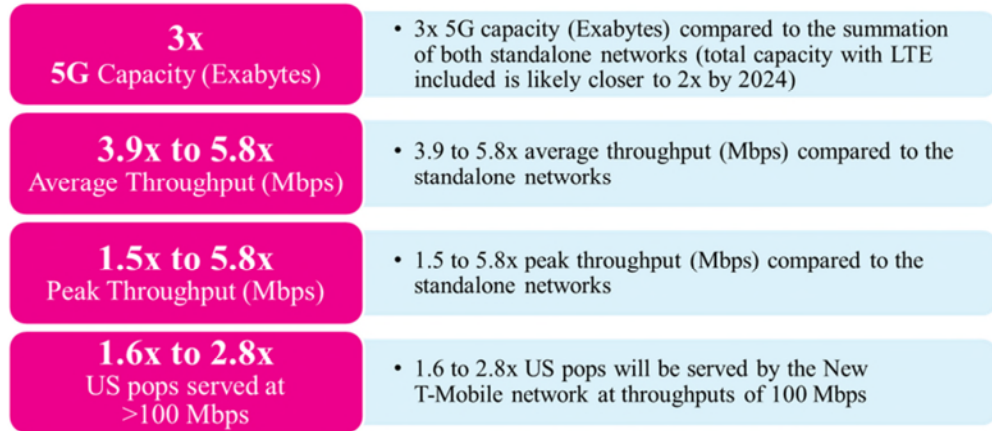 3x
5G Capacity (Exabytes)
• 3x 5G capacity (Exabytes) compared to the summation
of both standalone networks (total capacity with LTE
included is likely closer to 2x by 2024)
3.9x to 5.8x
Average Throughput (Mbps)
• 3.9 to 5.8x average throughput (Mbps) compared to the
standalone networks
1.5x to 5.8x
Peak Throughput (Mbps)
• 1.5 to 5.8x peak throughput (Mbps) compared to the
standalone networks
1.6x to 2.8x
US pops served at
>100 Mbps
• 1.6 to 2.8x US pops will be served by the New
T-Mobile network at throughputs of 100 Mbps